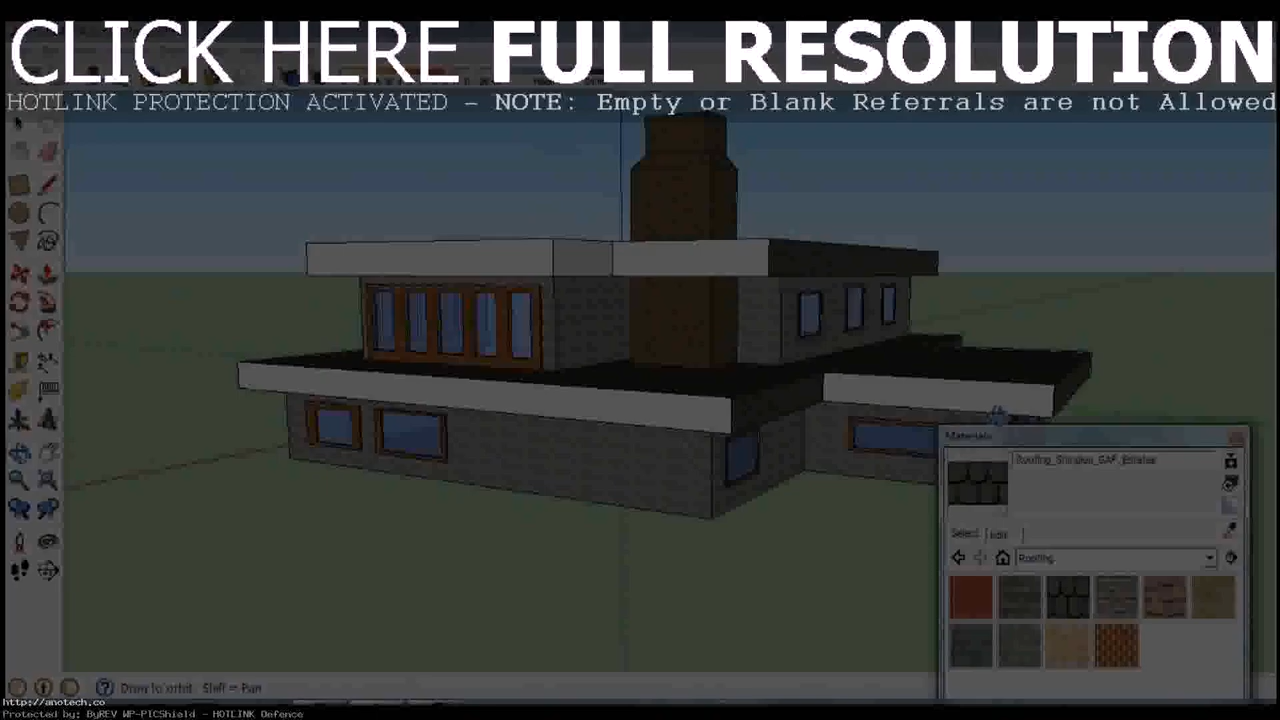 CLICK HERE FULL RESOLUTION
HOTLINK PROTECTION ACTIVATED – NOTE: Empty or Blank Referrals are not Allowed
Materials
Roofing_Shingles_GAF_Estates
Select Edit
Roofing
Drag to orbit. Shift = Pan
http://anotech.co
Protected by: ByREV WP-PICShield - HOTLINK Defence